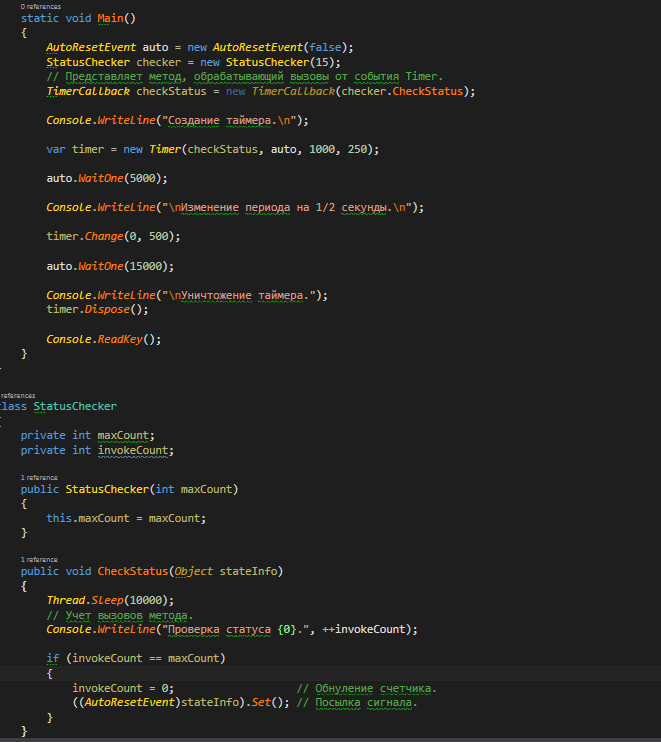 0 references
static void Main()
{
AutoResetEvent auto = new AutoResetEvent(false);
StatusChecker checker = new StatusChecker(15);
// Представляет метод, обрабатывающий вызовы от события Timer.
TimerCallback checkStatus = new TimerCallback(checker.CheckStatus);
Console.WriteLine("Создание таймера.\n");
var timer = new Timer(checkStatus, auto, 1000, 250);
auto.WaitOne(5000);
Console.WriteLine("\nИзменение периода на 1/2 секунды.\n");
timer.Change(0, 500);
auto.WaitOne(15000);
Console.WriteLine("\nУничтожение таймера.");
timer.Dispose();
Console.ReadKey();
}
references
lass StatusChecker
{
private int maxCount;
private int invokeCount;
1 reference
public StatusChecker(int maxCount)
{
this.maxCount = maxCount;
}
1 reference
public void CheckStatus(Object stateInfo)
{
Thread.Sleep(10000);
// Учет вызовов метода.
Console.WriteLine("Проверка статуса {0}.", ++invokeCount);
if (invokeCount == maxCount)
{
invokeCount = 0; // Обнуление счетчика.
((AutoResetEvent)stateInfo).Set(); // Посылка сигнала.
}
}